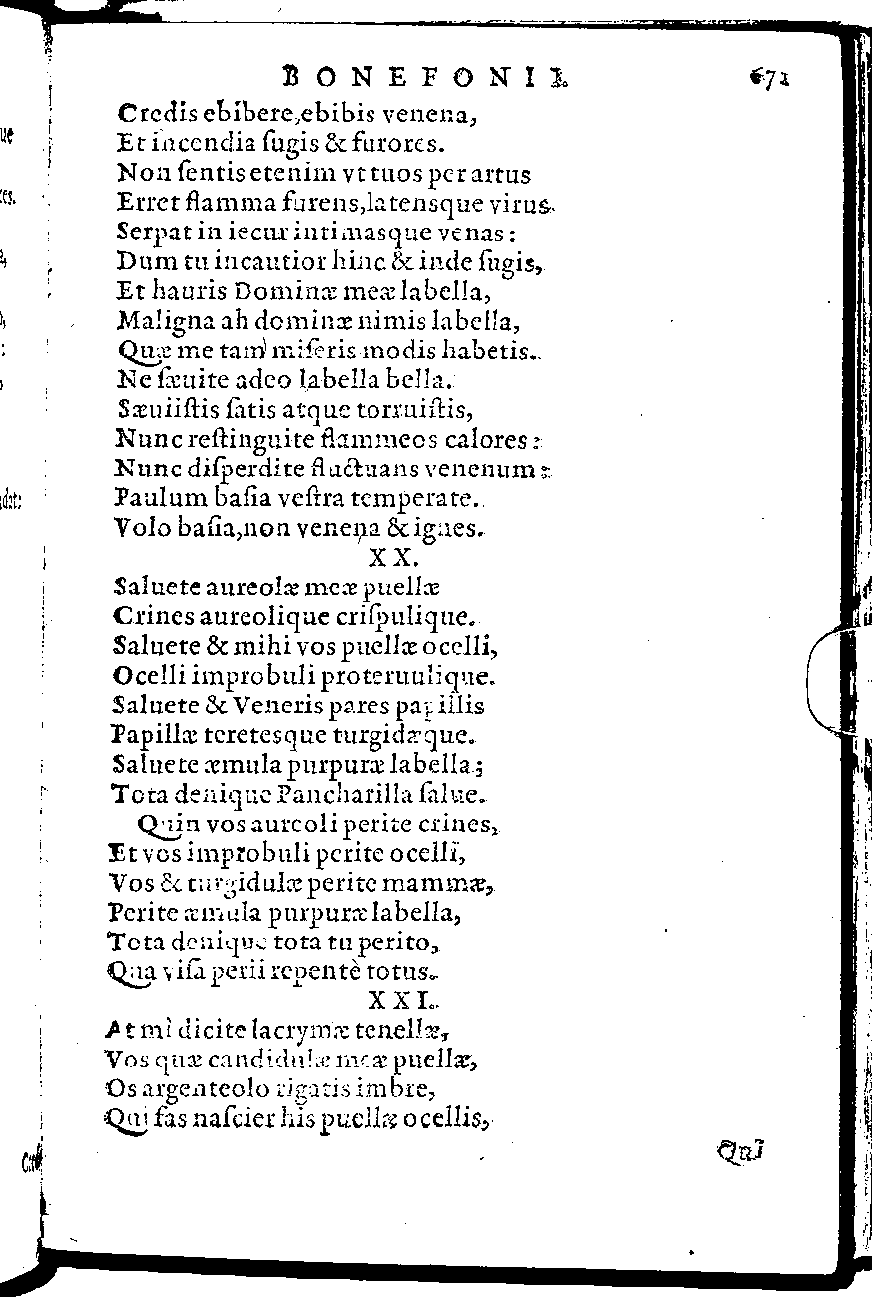 BONEFONII. 671
Credis ebibere, ebibis venena,
Et incendia ſugis & furores.
Non ſentis etenim vt tuos per artus
Erret flamma furens, latensque virus
Serpat in iecur intimasque venas:
Dum tu incautior hinc & inde ſugis,
Et hauris Dominæ meæ labella,
Maligna ah dominæ nimis labella,
Quæ me tam miſeris modis habetis.
Ne ſæuite adeo labella bella.
Sæuiiſtis ſatis atque torruiſtis,
Nunc reſtinguite flammeos calores:
Nunc diſperdite fluctuans venenum:
Paulum baſia veſtra temperate.
Volo baſia, non venena & ignes.
XX.
Saluete aureolæ meæ puellæ
Crines aureolique criſpulique.
Saluete & mihi vos puellæ ocelli,
Ocelli improbuli proteruulique.
Saluete & Veneris pares papillis
Papillæ teretesque turgidæque.
Saluete æmula purpuræ labella;
Tota denique Pancharilla ſalue.
Quin vos aureoli perite crines,
Et vos improbuli perite ocelli,
Vos & turgidulæ perite mammæ,
Perite æmula purpuræ labella,
Tota denique tota tu perito,
Qua viſa perii repentè totus.
XXI.
At mî dicite lacrymæ tenellæ,
Vos quæ candidulæ meæ puellæ,
Os argenteolo rigatis imbre,
Qui fas naſcier his puellæ ocellis,
Quî